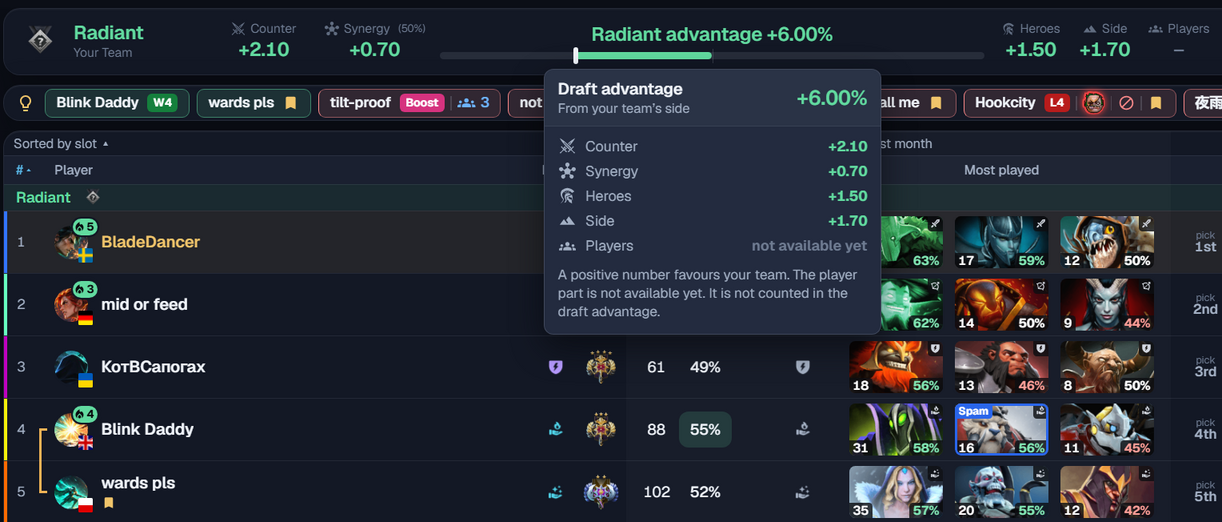 Radiant
Your Team
Counter
+2.10
Synergy (50%)
+0.70
Radiant advantage +6.00%
Heroes
+1.50
Side
+1.70
Players
–
Blink Daddy W4
wards pls
tilt-proof Boost 3
not
all me
Hookcity L4
夜雨
Draft advantage
From your team's side
+6.00%
Counter +2.10
Synergy +0.70
Heroes +1.50
Side +1.70
Players not available yet
A positive number favours your team. The player
part is not available yet. It is not counted in the
draft advantage.
Sorted by slot
st month
# Player
Most played
Radiant
1 5 BladeDancer 63% 17 59% 12 50% pick 1st
2 3 mid or feed 62% 14 50% 9 44% pick 2nd
3 КотВСапогах 61 49% 18 56% 13 46% 8 50% pick 3rd
4 4 Blink Daddy 88 55% 31 58% Spam 16 56% 11 45% pick 4th
5 wards pls 102 52% 35 57% 20 55% 12 42% pick 5th